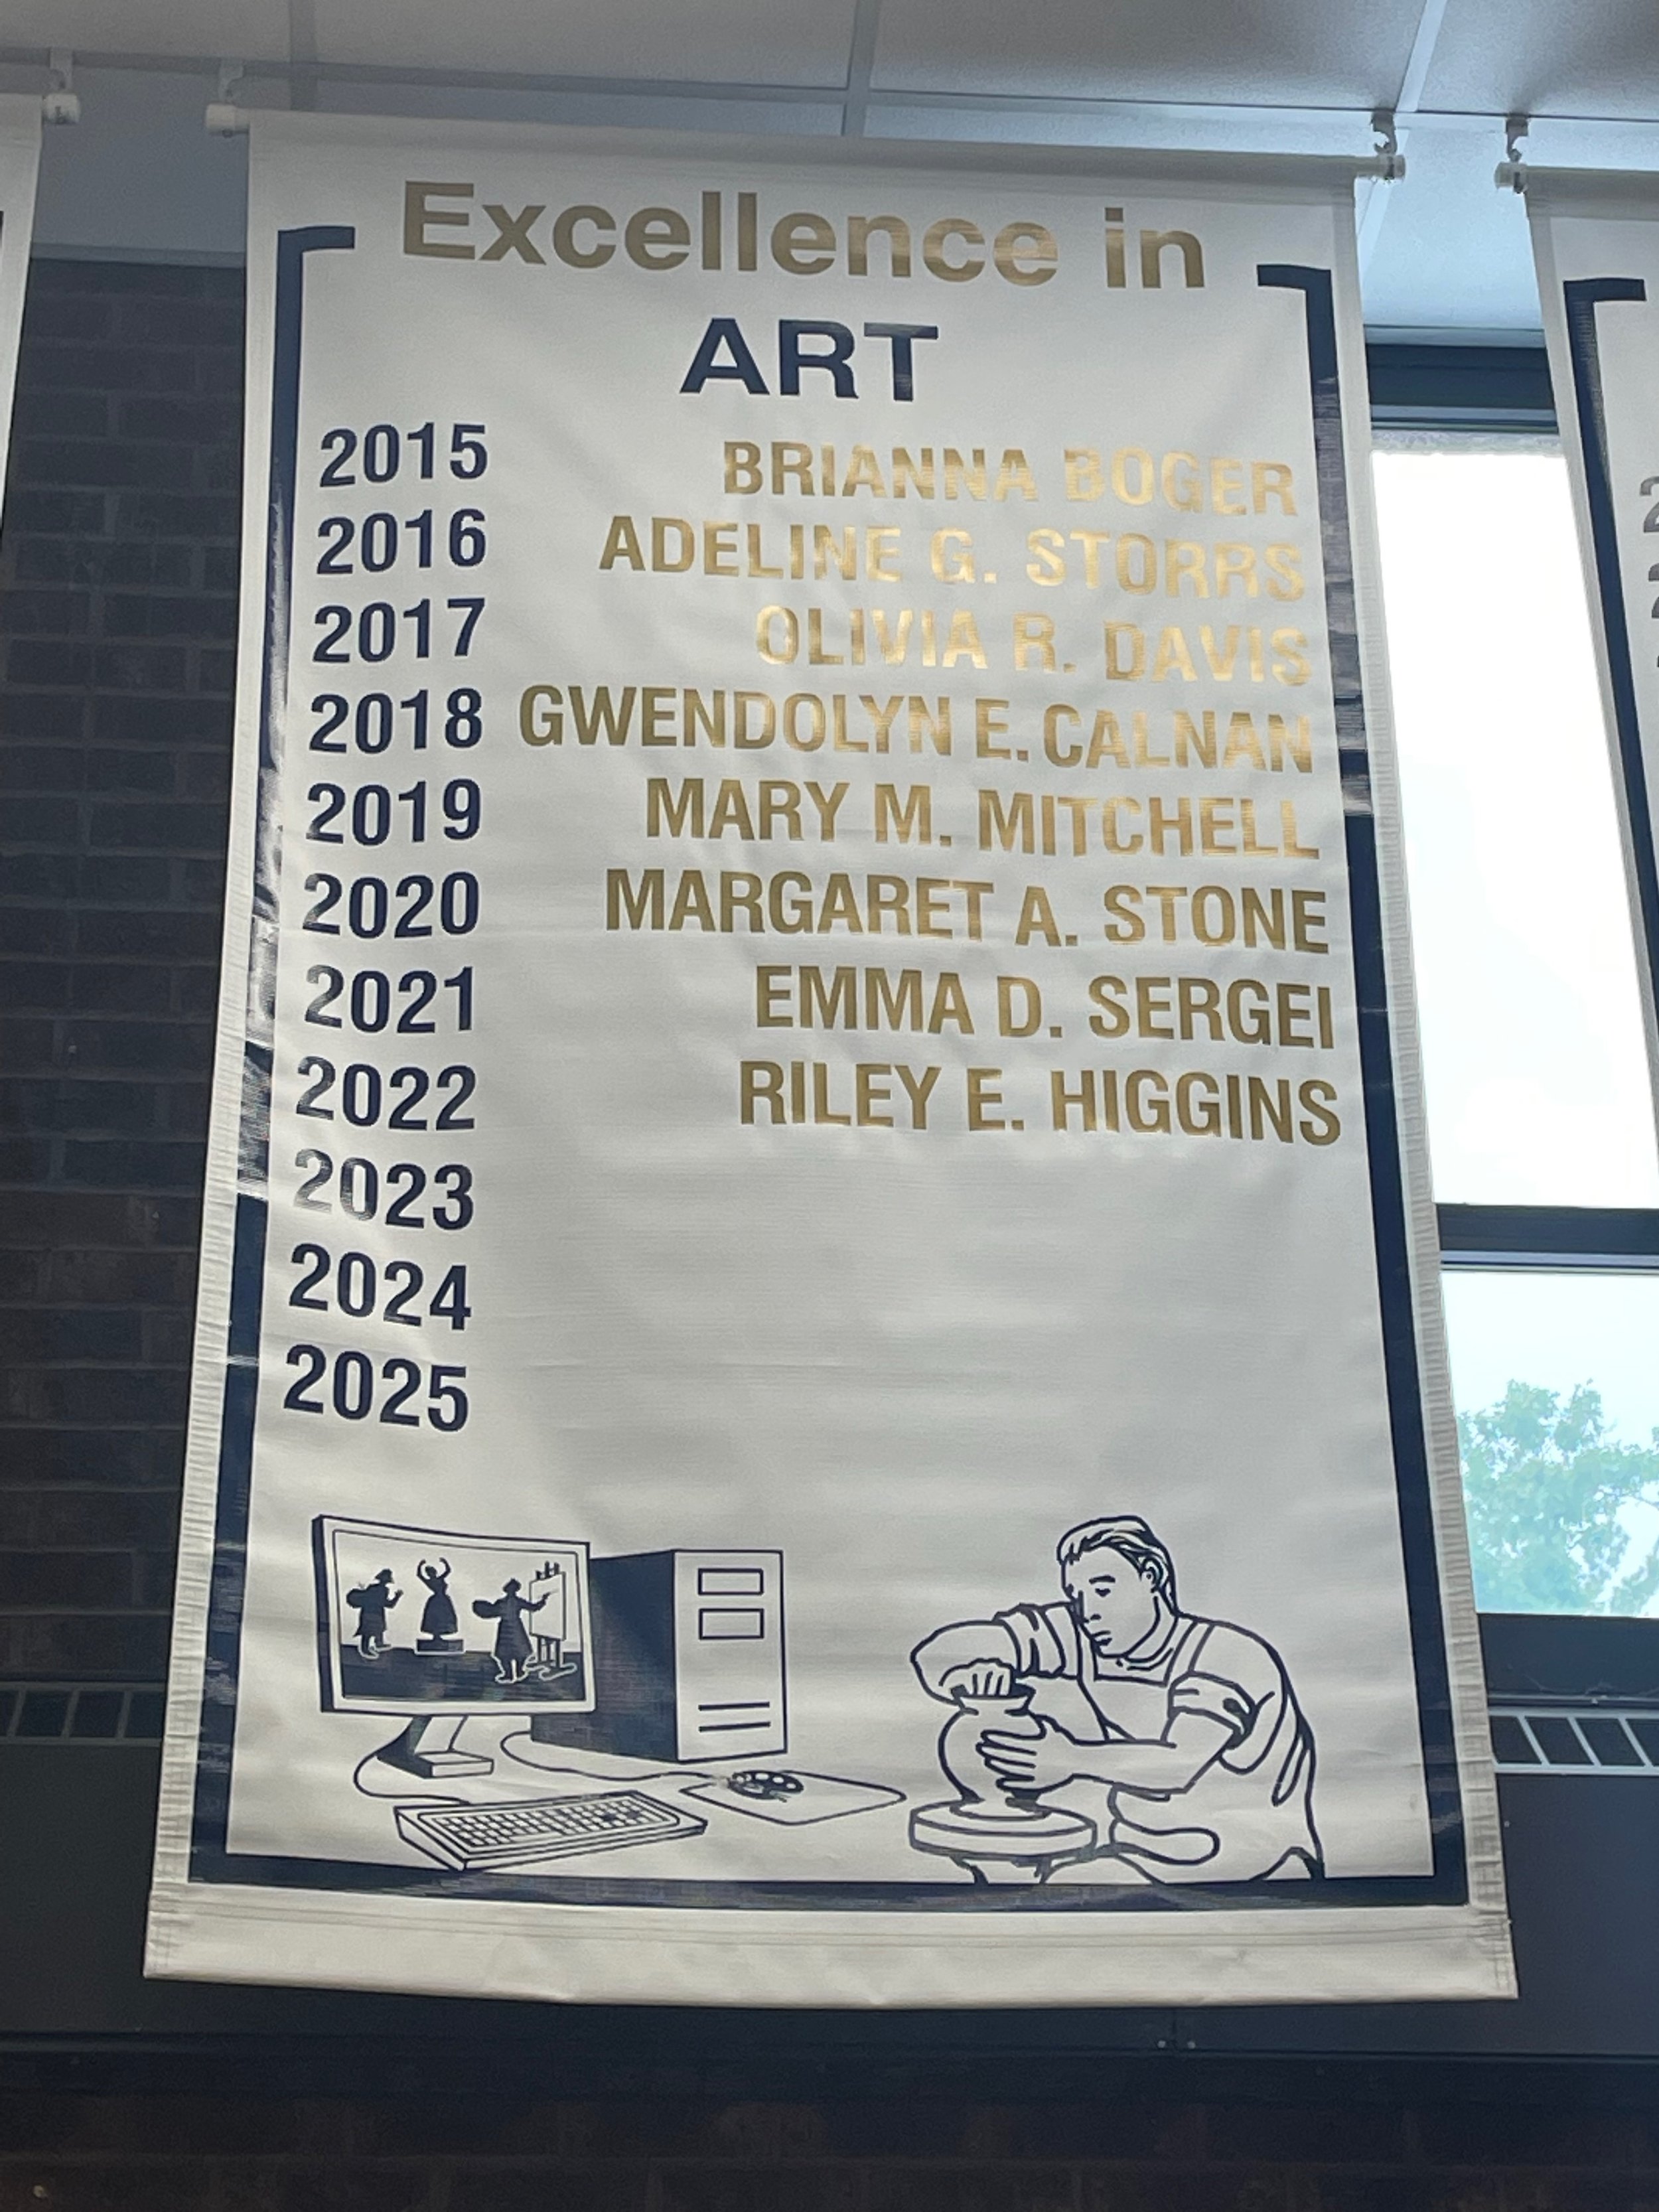 Excellence in
ART
2015 BRIANNA BOGER
2016 ADELINE G. STORRS
2017 OLIVIA R. DAVIS
2018 GWENDOLYN E. CALNAN
2019 MARY M. MITCHELL
2020 MARGARET A. STONE
2021 EMMA D. SERGEI
2022 RILEY E. HIGGINS
2023
2024
2025